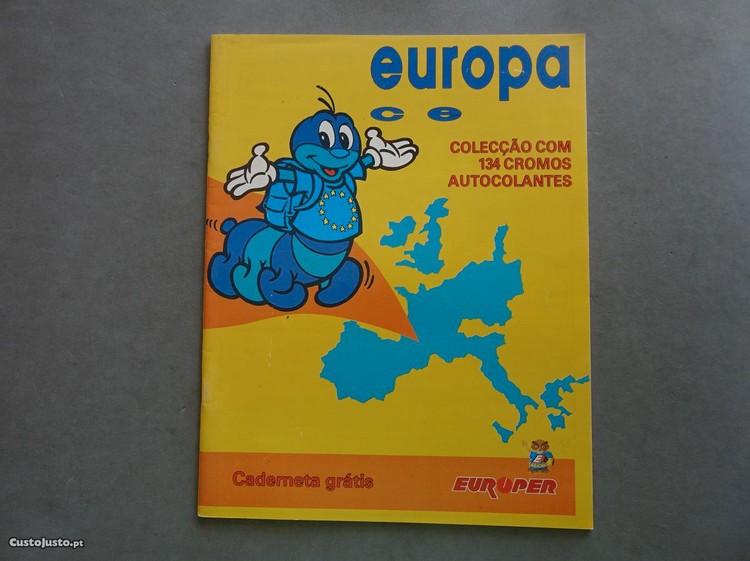 europa
ce
COLECÇÃO COM
134 CROMOS
AUTOCOLANTES
Caderneta grátis
EUROPER
CustoJusto.pt